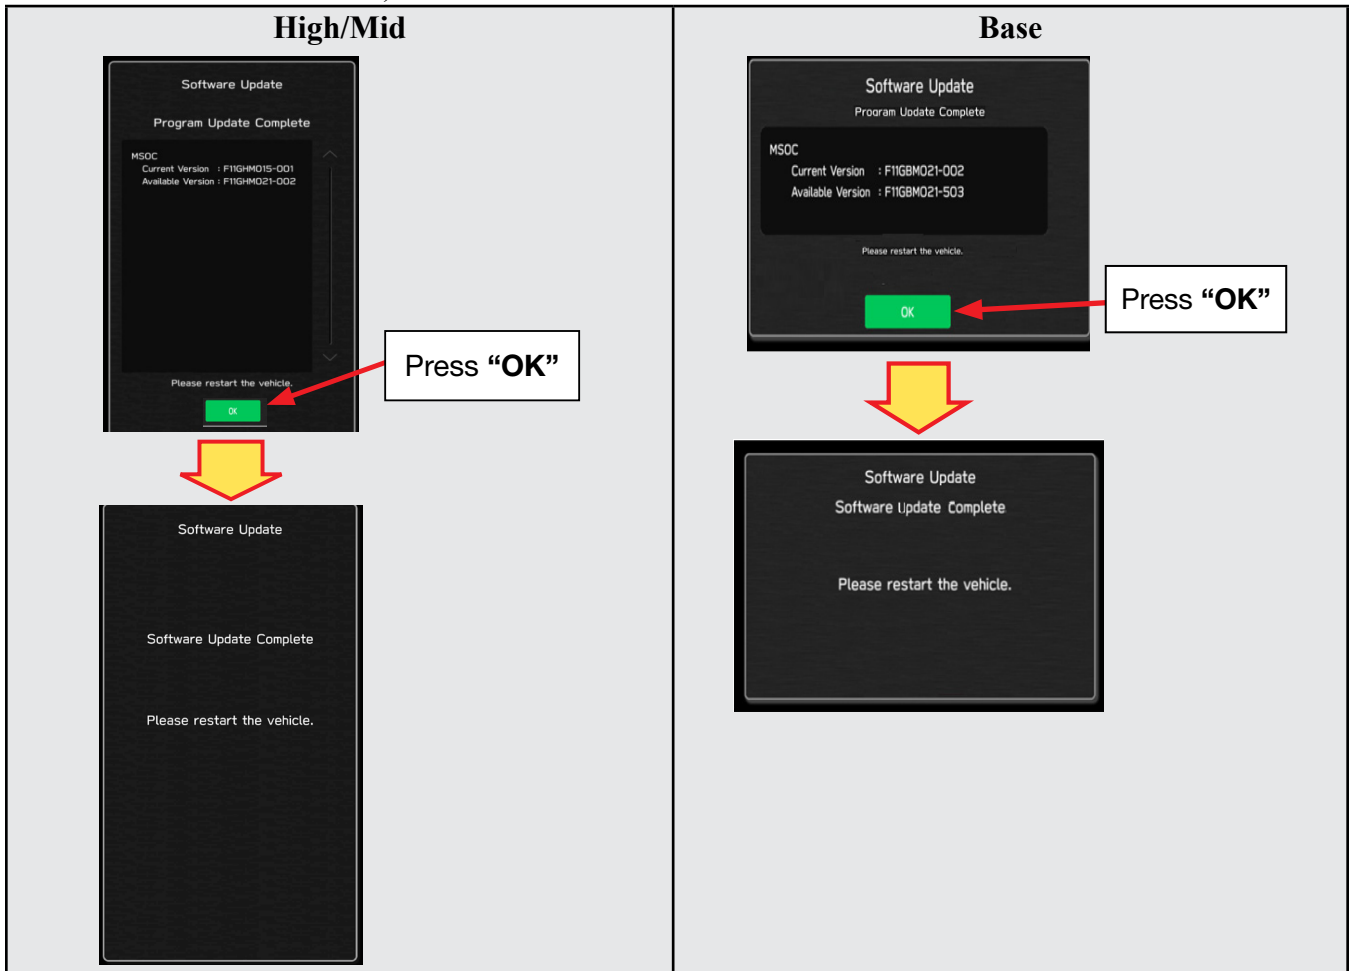 High/Mid
Software Update
Program Update Complete
MSOC
Current Version : F11GHM015-001
Available Version : F11GHM021-002
Please restart the vehicle.
OK
Press “OK”
Software Update
Software Update Complete
Please restart the vehicle.
Base
Software Update
Program Update Complete
MSOC
Current Version : F11GBM021-002
Available Version : F11GBM021-503
Please restart the vehicle.
OK
Press “OK”
Software Update
Software Update Complete
Please restart the vehicle.